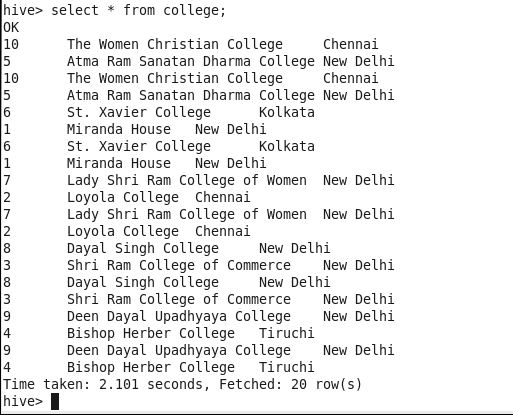 hive> select * from college;
OK
10 The Women Christian College Chennai
5 Atma Ram Sanatan Dharma College New Delhi
10 The Women Christian College Chennai
5 Atma Ram Sanatan Dharma College New Delhi
6 St. Xavier College Kolkata
1 Miranda House New Delhi
6 St. Xavier College Kolkata
1 Miranda House New Delhi
7 Lady Shri Ram College of Women New Delhi
2 Loyola College Chennai
7 Lady Shri Ram College of Women New Delhi
2 Loyola College Chennai
8 Dayal Singh College New Delhi
3 Shri Ram College of Commerce New Delhi
8 Dayal Singh College New Delhi
3 Shri Ram College of Commerce New Delhi
9 Deen Dayal Upadhyaya College New Delhi
4 Bishop Herber College Tiruchi
9 Deen Dayal Upadhyaya College New Delhi
4 Bishop Herber College Tiruchi
Time taken: 2.101 seconds, Fetched: 20 row(s)
hive>